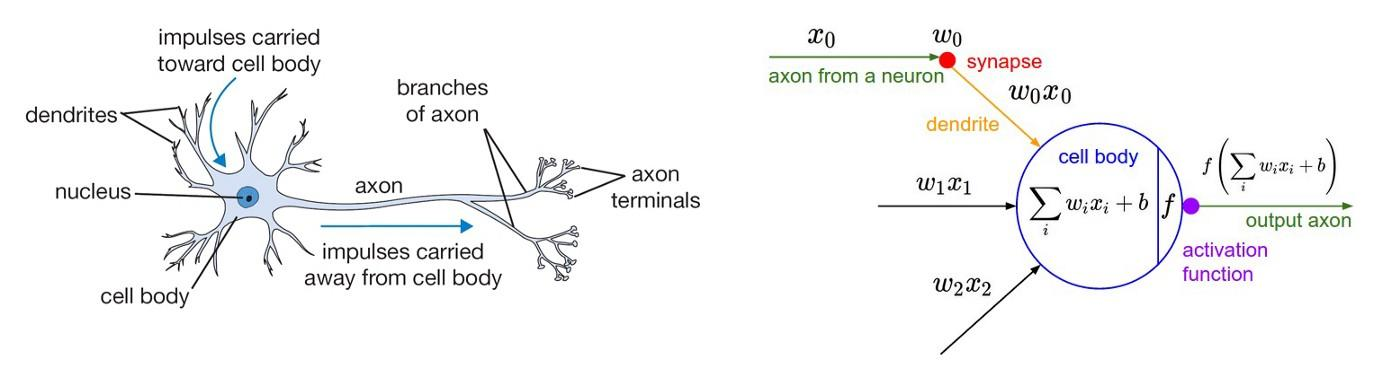 impulses carried
toward cell body
dendrites
nucleus
cell body
axon
impulses carried
away from cell body
branches
of axon
axon
terminals
x₀
axon from a neuron
w₀
synapse
w₀x₀
dendrite
w₁x₁
w₂x₂
cell body
∑ᵢ wᵢxᵢ + b
f
f(∑ᵢ wᵢxᵢ + b)
output axon
activation
function